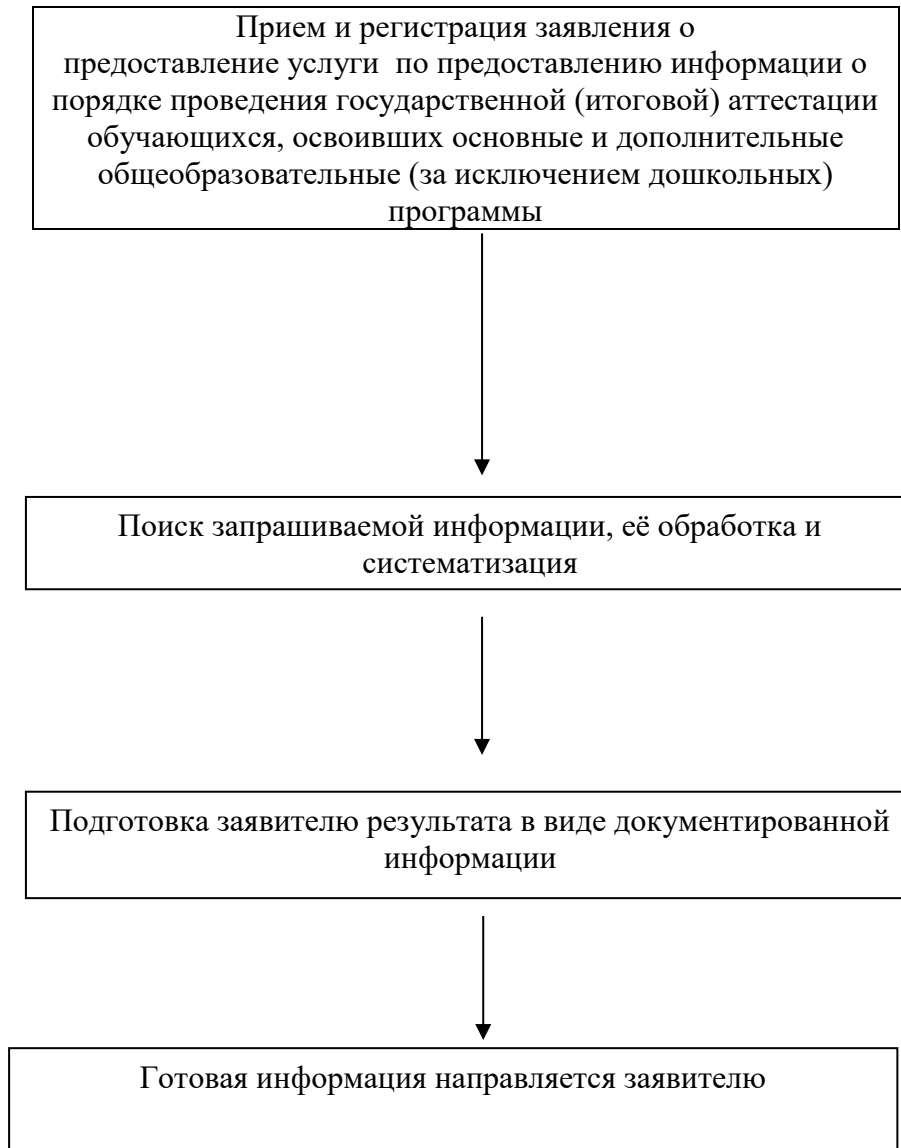 Прием и регистрация заявления о
предоставление услуги по предоставлению информации о
порядке проведения государственной (итоговой) аттестации
обучающихся, освоивших основные и дополнительные
общеобразовательные (за исключением дошкольных)
программы
Поиск запрашиваемой информации, её обработка и
систематизация
Подготовка заявителю результата в виде документированной
информации
Готовая информация направляется заявителю